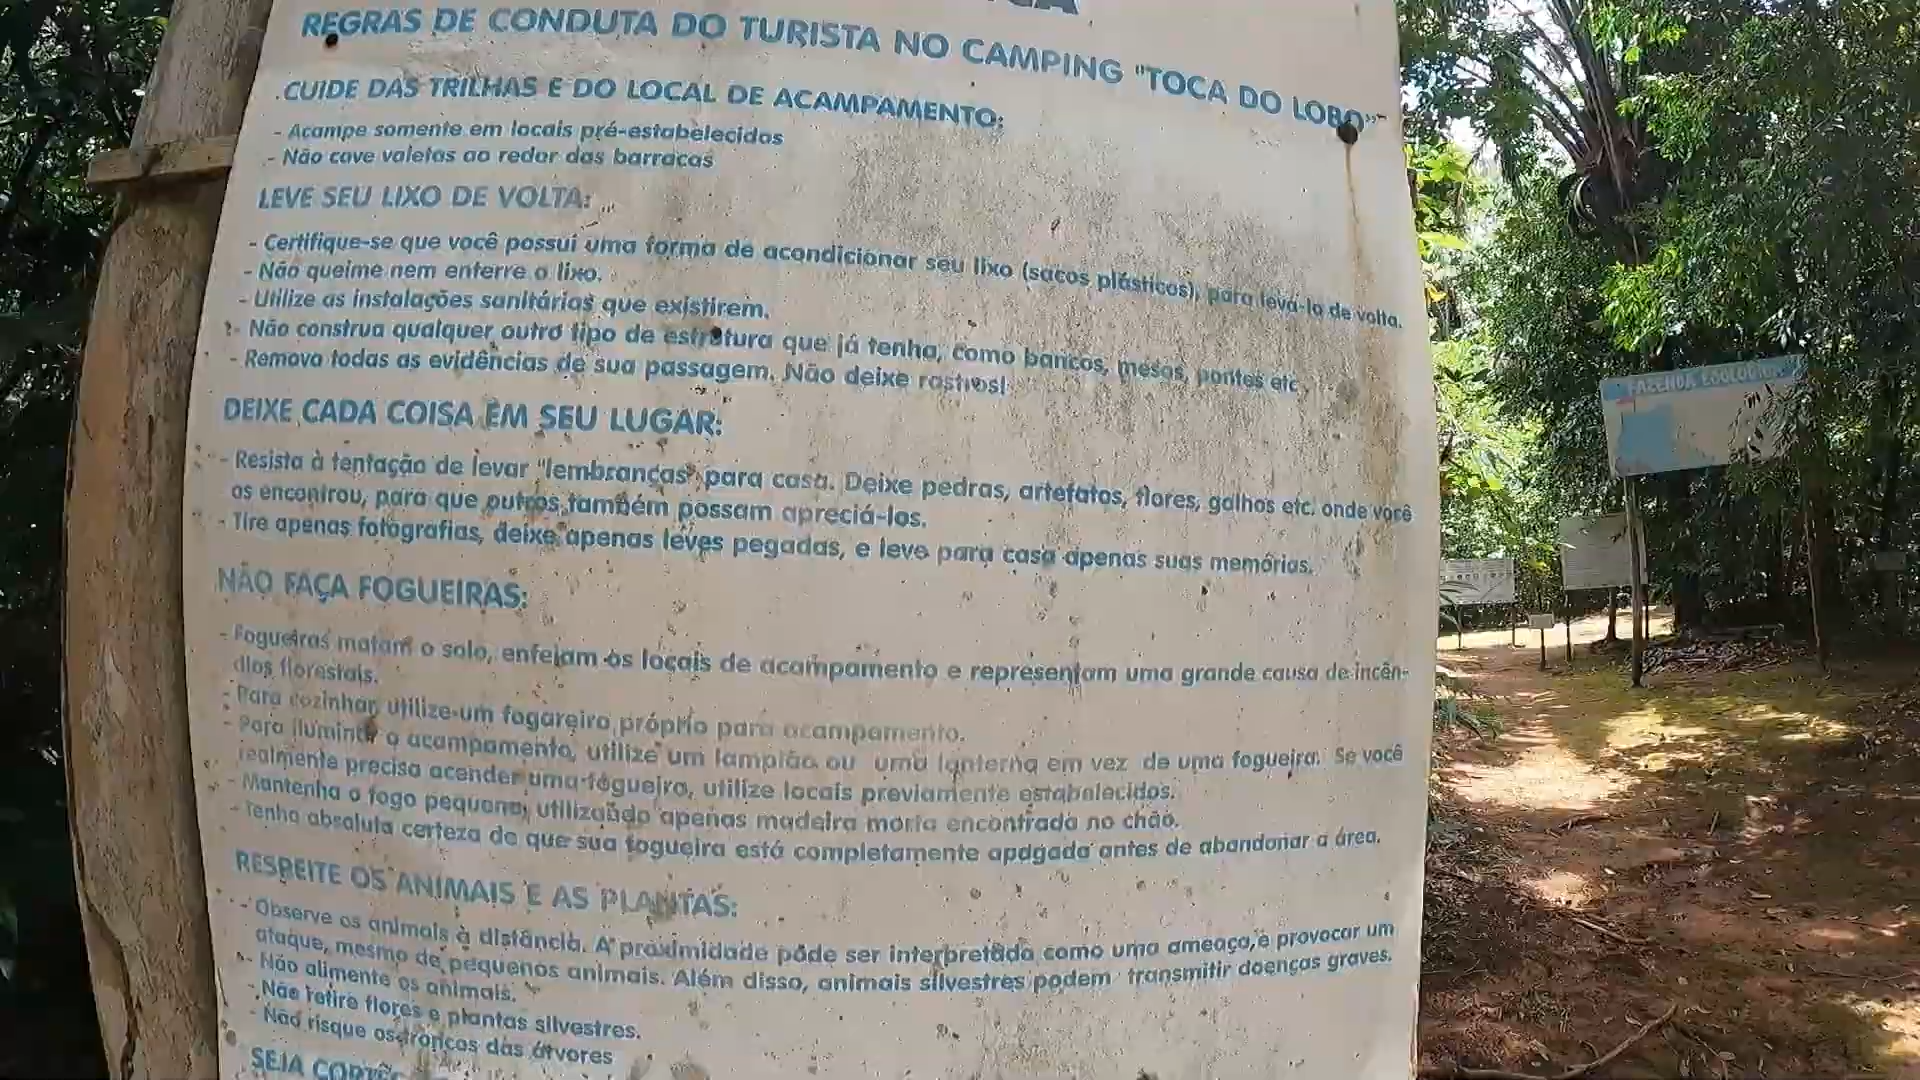 REGRAS DE CONDUTA DO TURISTA NO CAMPING "TOCA DO LOBO"
CUIDE DAS TRILHAS E DO LOCAL DE ACAMPAMENTO:
- Acampe somente em locais pré-estabelecidos
- Não cave valetas ao redor das barracas
LEVE SEU LIXO DE VOLTA:
- Certifique-se que você possui uma forma de acondicionar seu lixo (sacos plásticos), para levá-lo de volta.
- Não queime nem enterre o lixo.
- Utilize as instalações sanitárias que existirem.
- Não construa qualquer outro tipo de estrutura que já tenha, como bancos, mesas, pontes etc.
- Remova todas as evidências de sua passagem. Não deixe rastros!
DEIXE CADA COISA EM SEU LUGAR:
- Resista à tentação de levar "lembranças" para casa. Deixe pedras, artefatos, flores, galhos etc. onde você
os encontrou, para que outros também possam apreciá-los.
- Tire apenas fotografias, deixe apenas leves pegadas, e leve para casa apenas suas memórias.
NÃO FAÇA FOGUEIRAS:
- Fogueiras matam o solo, enfeiam os locais de acampamento e representam uma grande causa de incên-
dios florestais.
- Para cozinhar, utilize um fogareiro próprio para acampamento.
- Para iluminar o acampamento, utilize um lampião ou uma lanterna em vez de uma fogueira. Se você
realmente precisa acender uma fogueira, utilize locais previamente estabelecidos.
- Mantenha o fogo pequeno, utilizando apenas madeira morta encontrada no chão.
- Tenha absoluta certeza de que sua fogueira está completamente apagada antes de abandonar a área.
RESPEITE OS ANIMAIS E AS PLANTAS:
- Observe os animais à distância. A proximidade pode ser interpretada como uma ameaça, e provocar um
ataque, mesmo de pequenos animais. Além disso, animais silvestres podem transmitir doenças graves.
- Não alimente os animais.
- Não retire flores e plantas silvestres.
- Não risque os troncos das árvores
SEJA CORTÊS
FAZENDA ECOLÓGICA